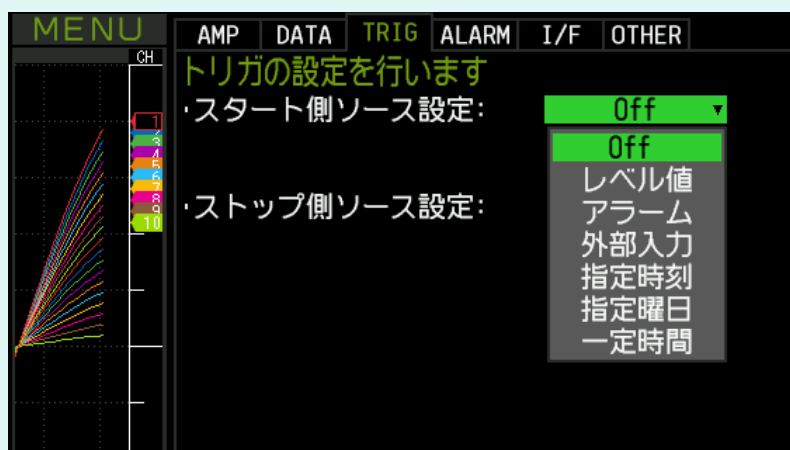 MENU
AMP DATA TRIG ALARM I/F OTHER
CH
トリガの設定を行います
・スタート側ソース設定: Off ▼
Off
レベル値
アラーム
外部入力
指定時刻
指定曜日
一定時間
・ストップ側ソース設定:
1
2
3
4
5
6
7
8
9
10